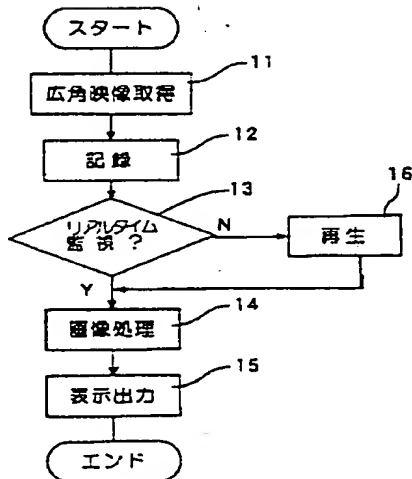 スタート
11
広角映像取得
12
記録
13
リアルタイム
監視?
N
16
再生
Y
14
画像処理
15
表示出力
エンド